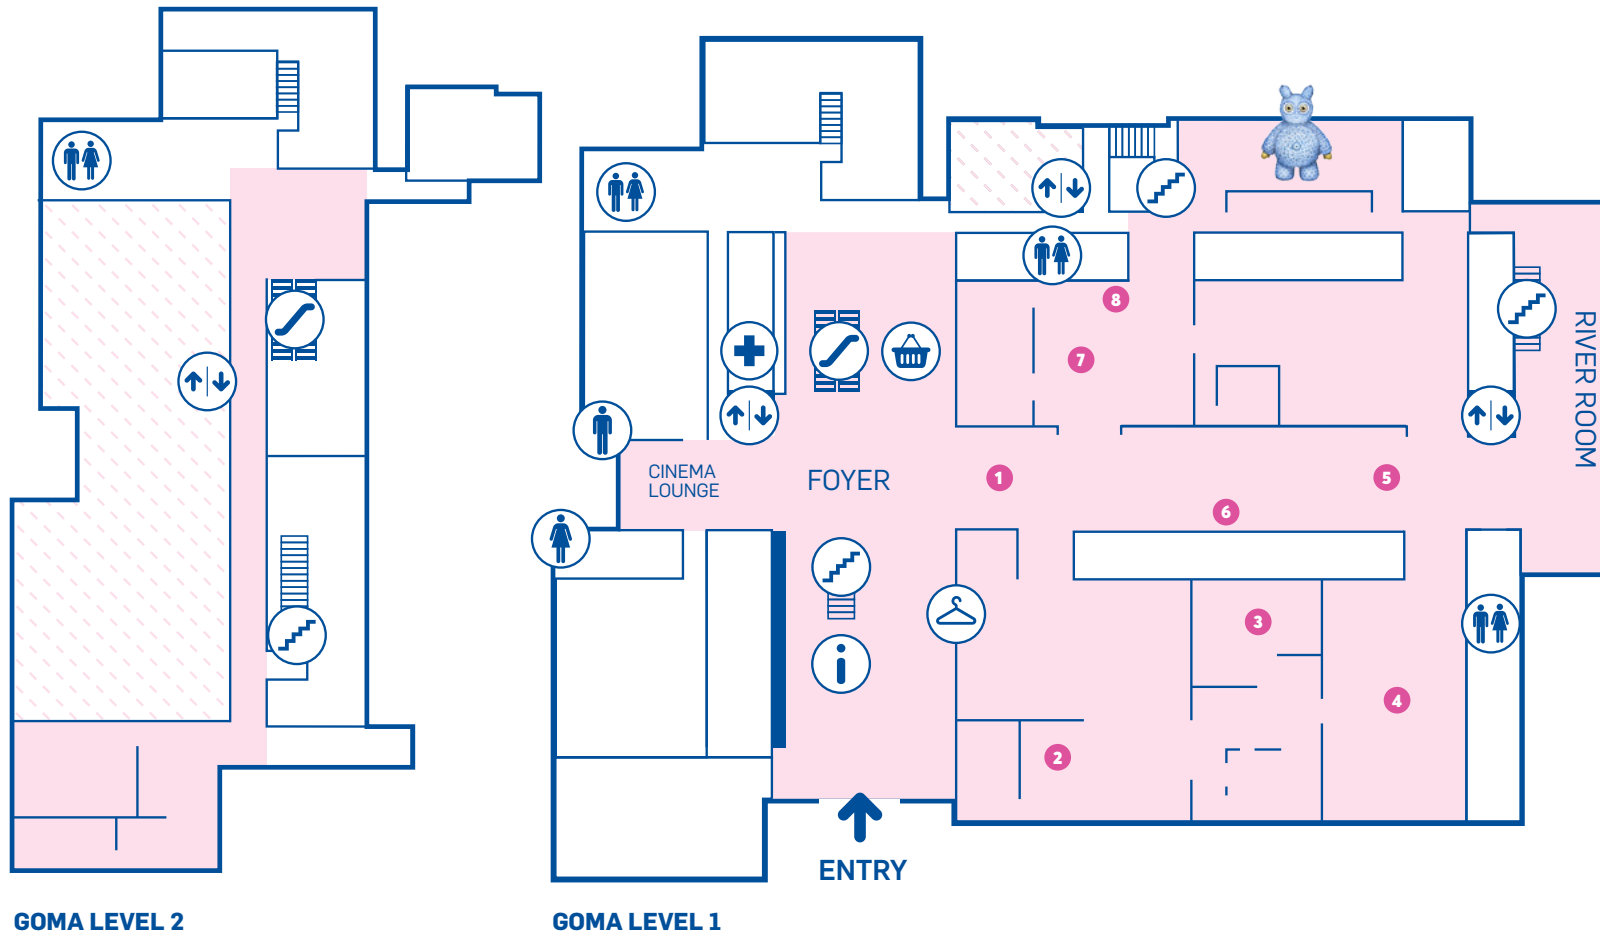 8
7
CINEMA
LOUNGE
FOYER
1
5
6
RIVER ROOM
3
4
2
ENTRY
GOMA LEVEL 2
GOMA LEVEL 1